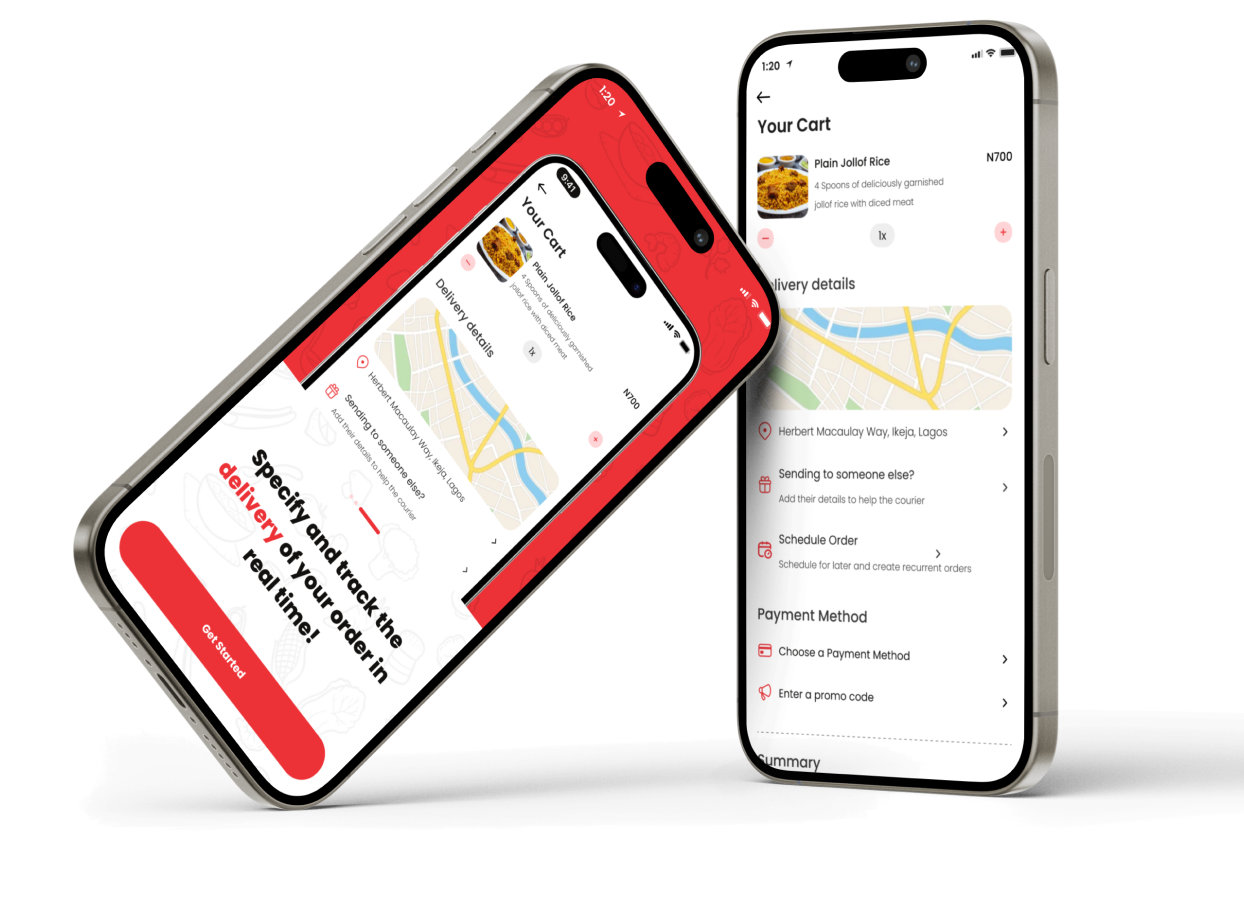 1:20
9:41
Your Cart
Plain Jollof Rice
4 Spoons of deliciously garnished
jollof rice with diced meat
N700
1x
Delivery details
Herbert Macaulay Way, Ikeja, Lagos
Sending to someone else?
Add their details to help the courier
Specify and track the
delivery of your order in
real time!
Get Started
1:20
Your Cart
Plain Jollof Rice
N700
4 Spoons of deliciously garnished
jollof rice with diced meat
1x
livery details
Herbert Macaulay Way, Ikeja, Lagos
Sending to someone else?
Add their details to help the courier
Schedule Order
Schedule for later and create recurrent orders
Payment Method
Choose a Payment Method
Enter a promo code
Summary